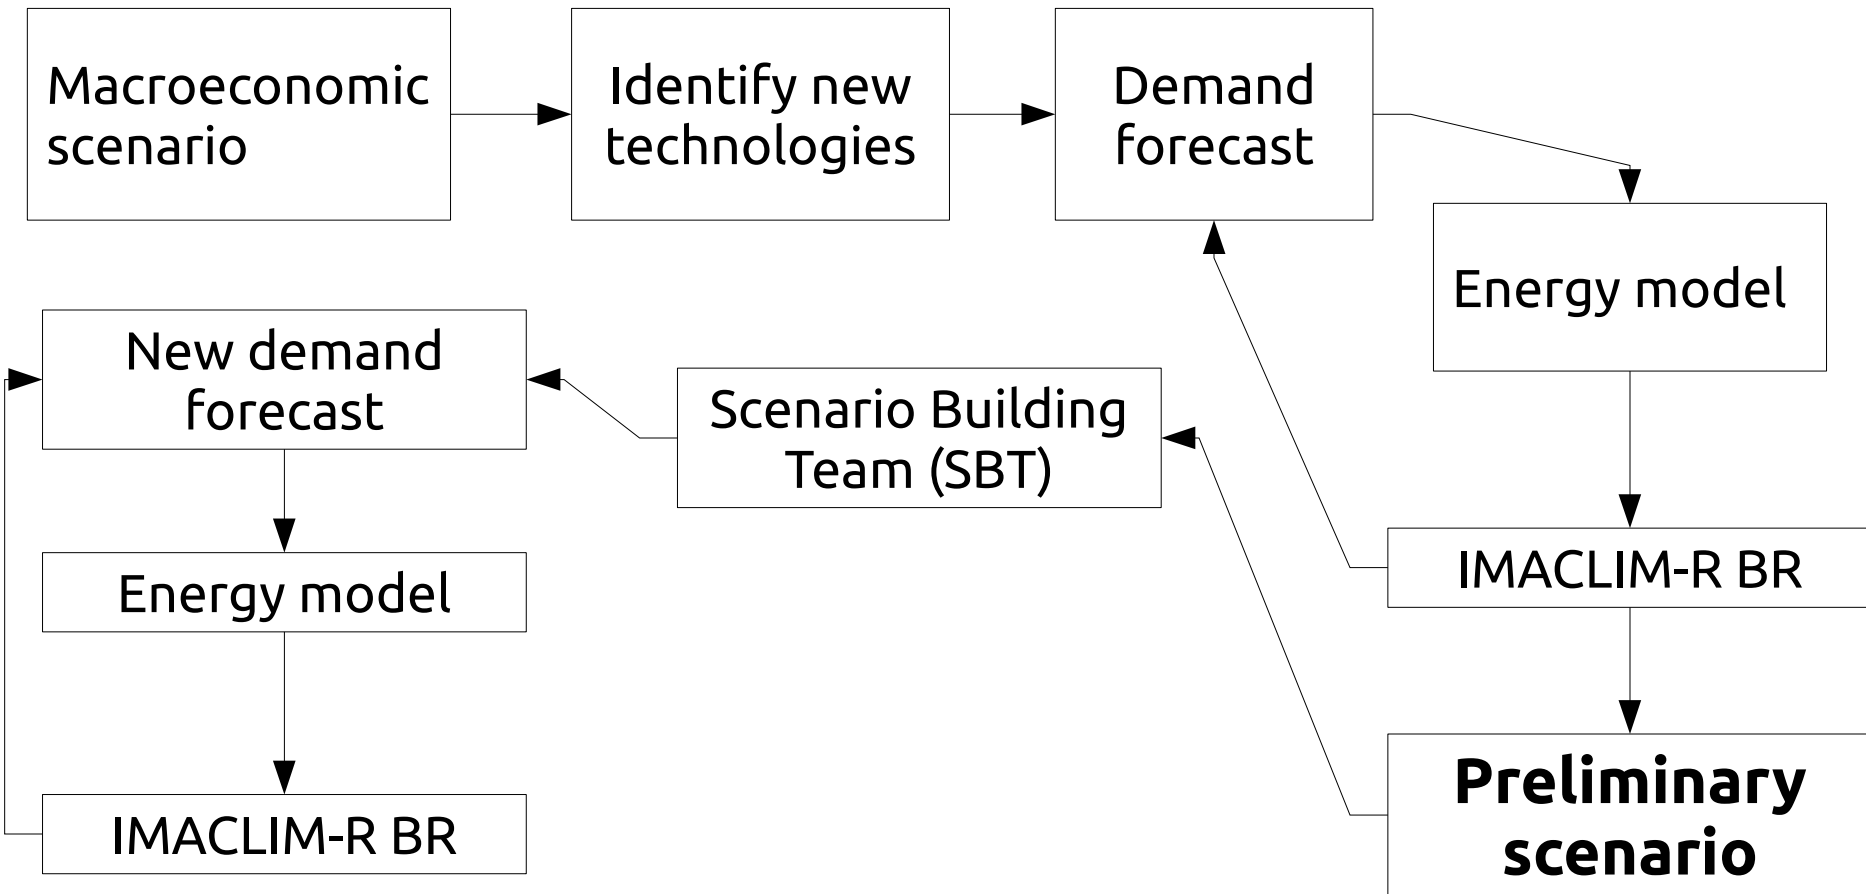 Macroeconomic
scenario
Identify new
technologies
Demand
forecast
Energy model
IMACLIM-R BR
Preliminary
scenario
Scenario Building
Team (SBT)
New demand
forecast
Energy model
IMACLIM-R BR